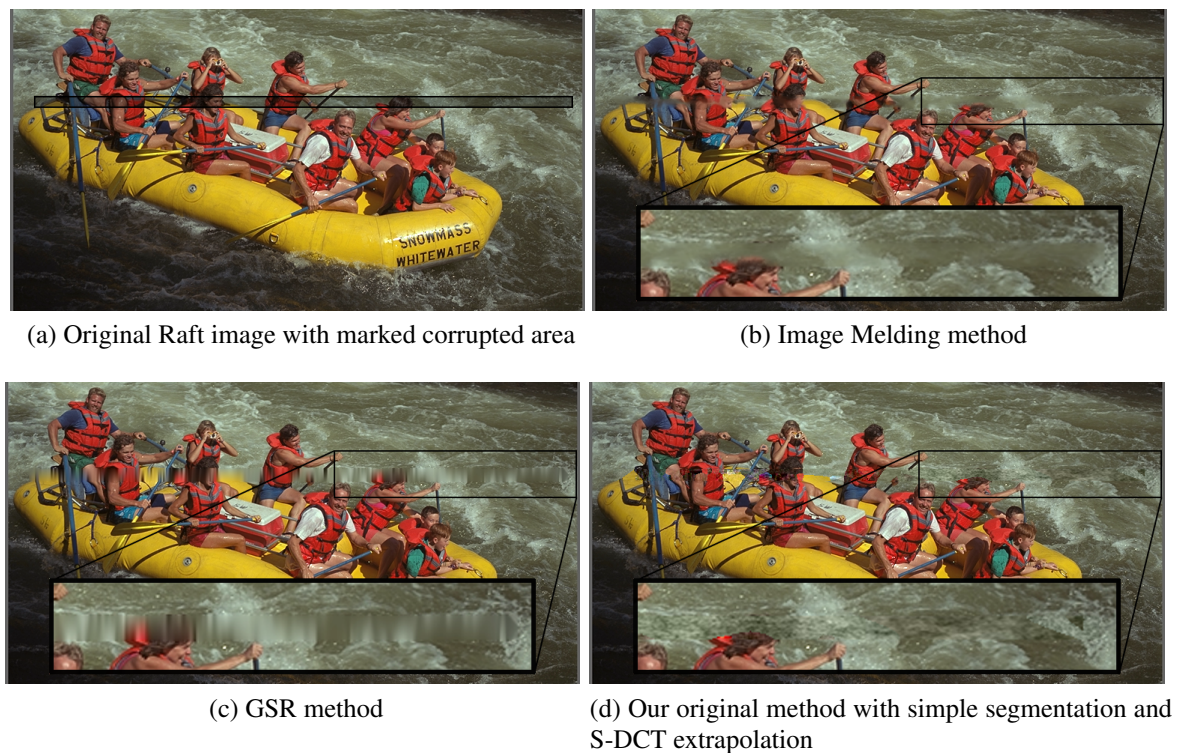 SNOWMASS
WHITEWATER
(a) Original Raft image with marked corrupted area
(b) Image Melding method
(c) GSR method
(d) Our original method with simple segmentation and
S-DCT extrapolation